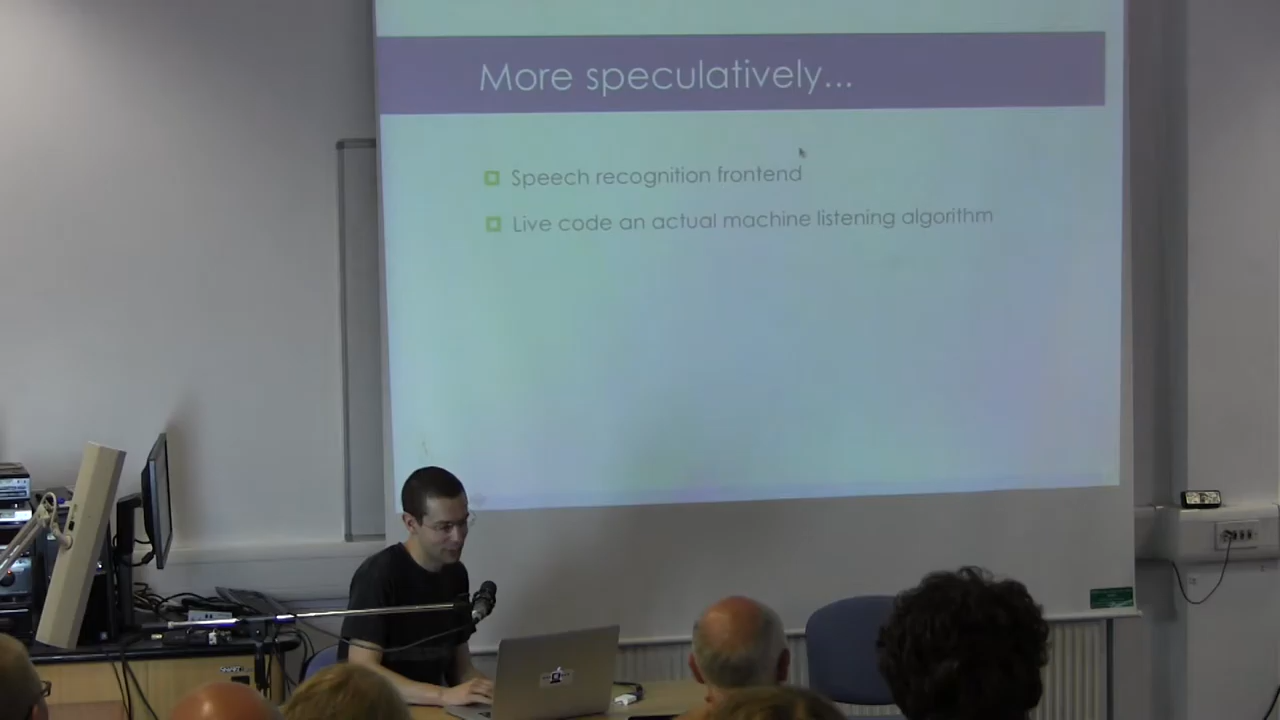 More speculatively...
Speech recognition frontend
Live code an actual machine listening algorithm